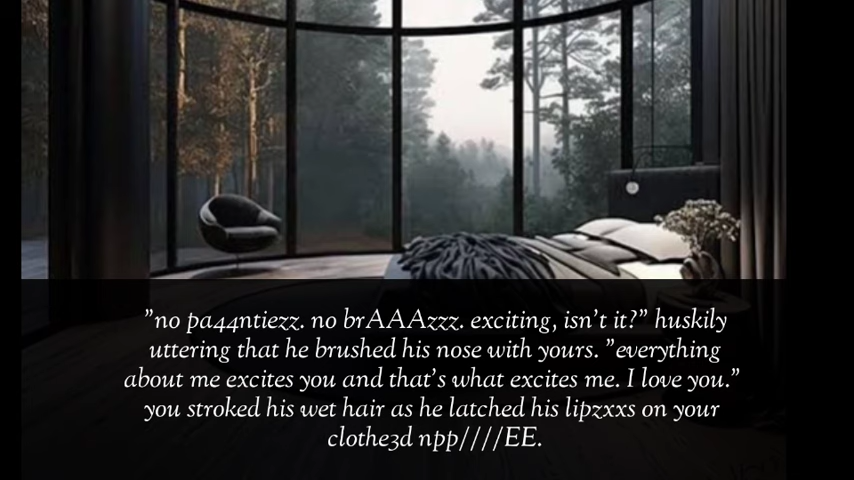 "no pa44ntiezz. no brAAAzzz. exciting, isn't it?" huskily
uttering that he brushed his nose with yours. "everything
about me excites you and that's what excites me. I love you."
you stroked his wet hair as he latched his lipzxxs on your
clothe3d npp////EE.